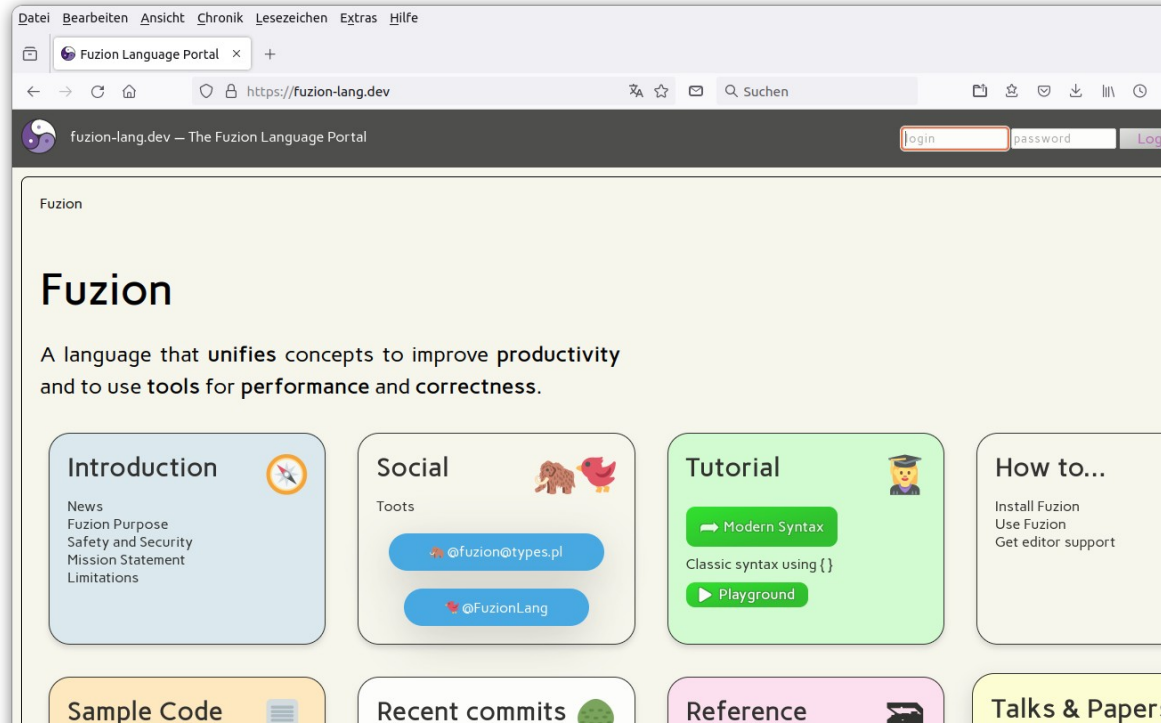 Datei Bearbeiten Ansicht Chronik Lesezeichen Extras Hilfe
Fuzion Language Portal
https://fuzion-lang.dev
Suchen
fuzion-lang.dev — The Fuzion Language Portal
login
password
Log
Fuzion
Fuzion
A language that unifies concepts to improve productivity
and to use tools for performance and correctness.
Introduction
News
Fuzion Purpose
Safety and Security
Mission Statement
Limitations
Social
Toots
@fuzion@types.pl
@FuzionLang
Tutorial
Modern Syntax
Classic syntax using { }
Playground
How to...
Install Fuzion
Use Fuzion
Get editor support
Sample Code
Recent commits
Reference
Talks & Papers